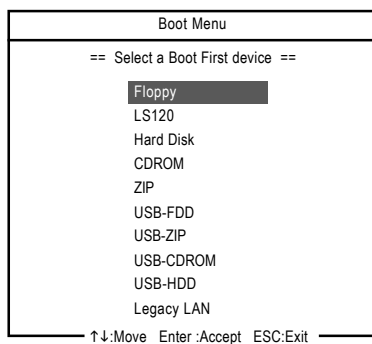 Boot Menu
== Select a Boot First device ==
Floppy
LS120
Hard Disk
CDROM
ZIP
USB-FDD
USB-ZIP
USB-CDROM
USB-HDD
Legacy LAN
↑↓:Move Enter :Accept ESC:Exit